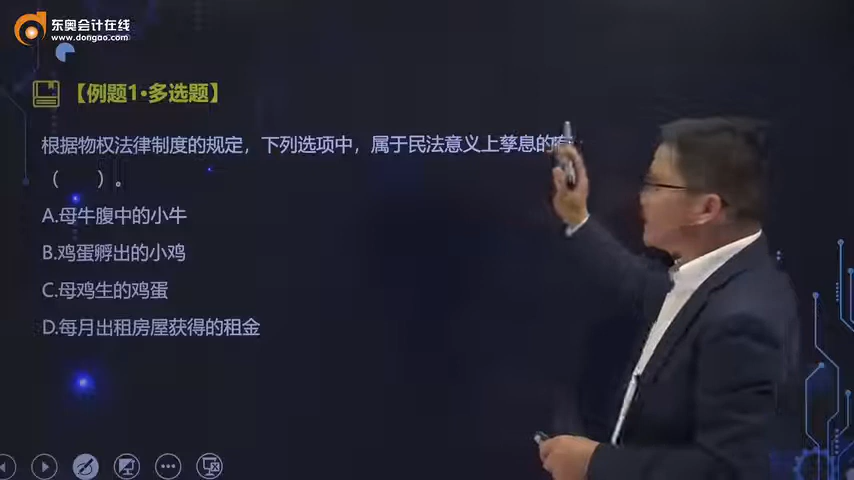 东奥会计在线
www.dongao.com
【例题1·多选题】
根据物权法律制度的规定，下列选项中，属于民法意义上孳息的有
（　　）。
A.母牛腹中的小牛
B.鸡蛋孵出的小鸡
C.母鸡生的鸡蛋
D.每月出租房屋获得的租金